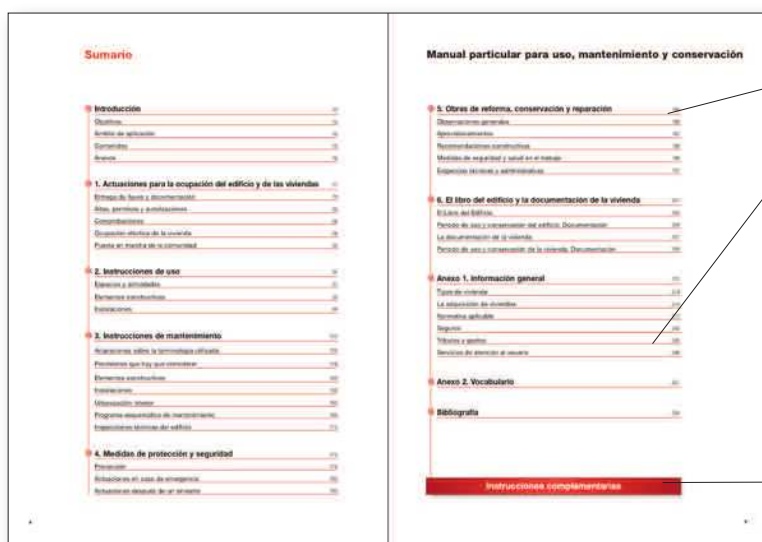 Sumario
Introducción
Objetivos
Ámbito de aplicación
Contenidos
Anexos
1. Actuaciones para la ocupación del edificio y de las viviendas
Entrega de llaves y documentación
Altas, permisos y autorizaciones
Comprobaciones
Ocupación efectiva de la vivienda
Puesta en marcha de la comunidad
2. Instrucciones de uso
Espacios y actividades
Elementos constructivos
Instalaciones
3. Instrucciones de mantenimiento
Aclaraciones sobre la terminología utilizada
Previsiones que hay que considerar
Elementos constructivos
Instalaciones
Urbanización interior
Programa esquemático de mantenimiento
Inspecciones técnicas del edificio
4. Medidas de protección y seguridad
Prevención
Actuaciones en caso de emergencia
Actuaciones después de un siniestro
Manual particular para uso, mantenimiento y conservación
5. Obras de reforma, conservación y reparación
Observaciones generales
Aprovisionamientos
Recomendaciones constructivas
Medidas de seguridad y salud en el trabajo
Exigencias técnicas y administrativas
6. El libro del edificio y la documentación de la vivienda
El Libro del Edificio
Periodo de uso y conservación del edificio. Documentación
La documentación de la vivienda
Periodo de uso y conservación de la vivienda. Documentación
Anexo 1. Información general
Tipos de vivienda
La adquisición de viviendas
Normativa aplicable
Seguros
Tributos y gastos
Servicios de atención al usuario
Anexo 2. Vocabulario
Bibliografía
Instrucciones complementarias